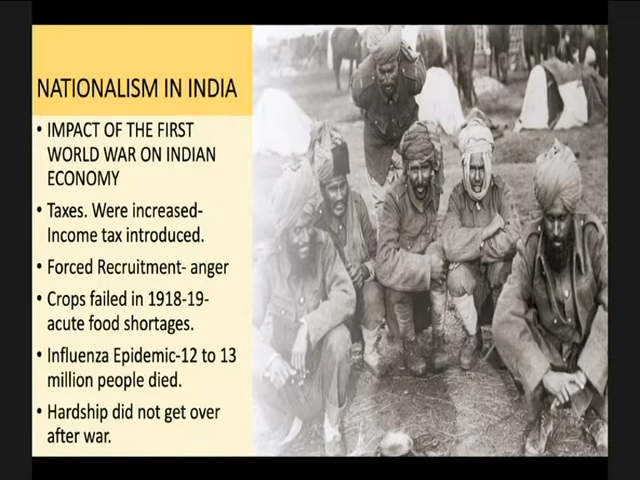 NATIONALISM IN INDIA
• IMPACT OF THE FIRST
WORLD WAR ON INDIAN
ECONOMY
• Taxes. Were increased-
Income tax introduced.
• Forced Recruitment- anger
• Crops failed in 1918-19-
acute food shortages.
• Influenza Epidemic-12 to 13
million people died.
• Hardship did not get over
after war.